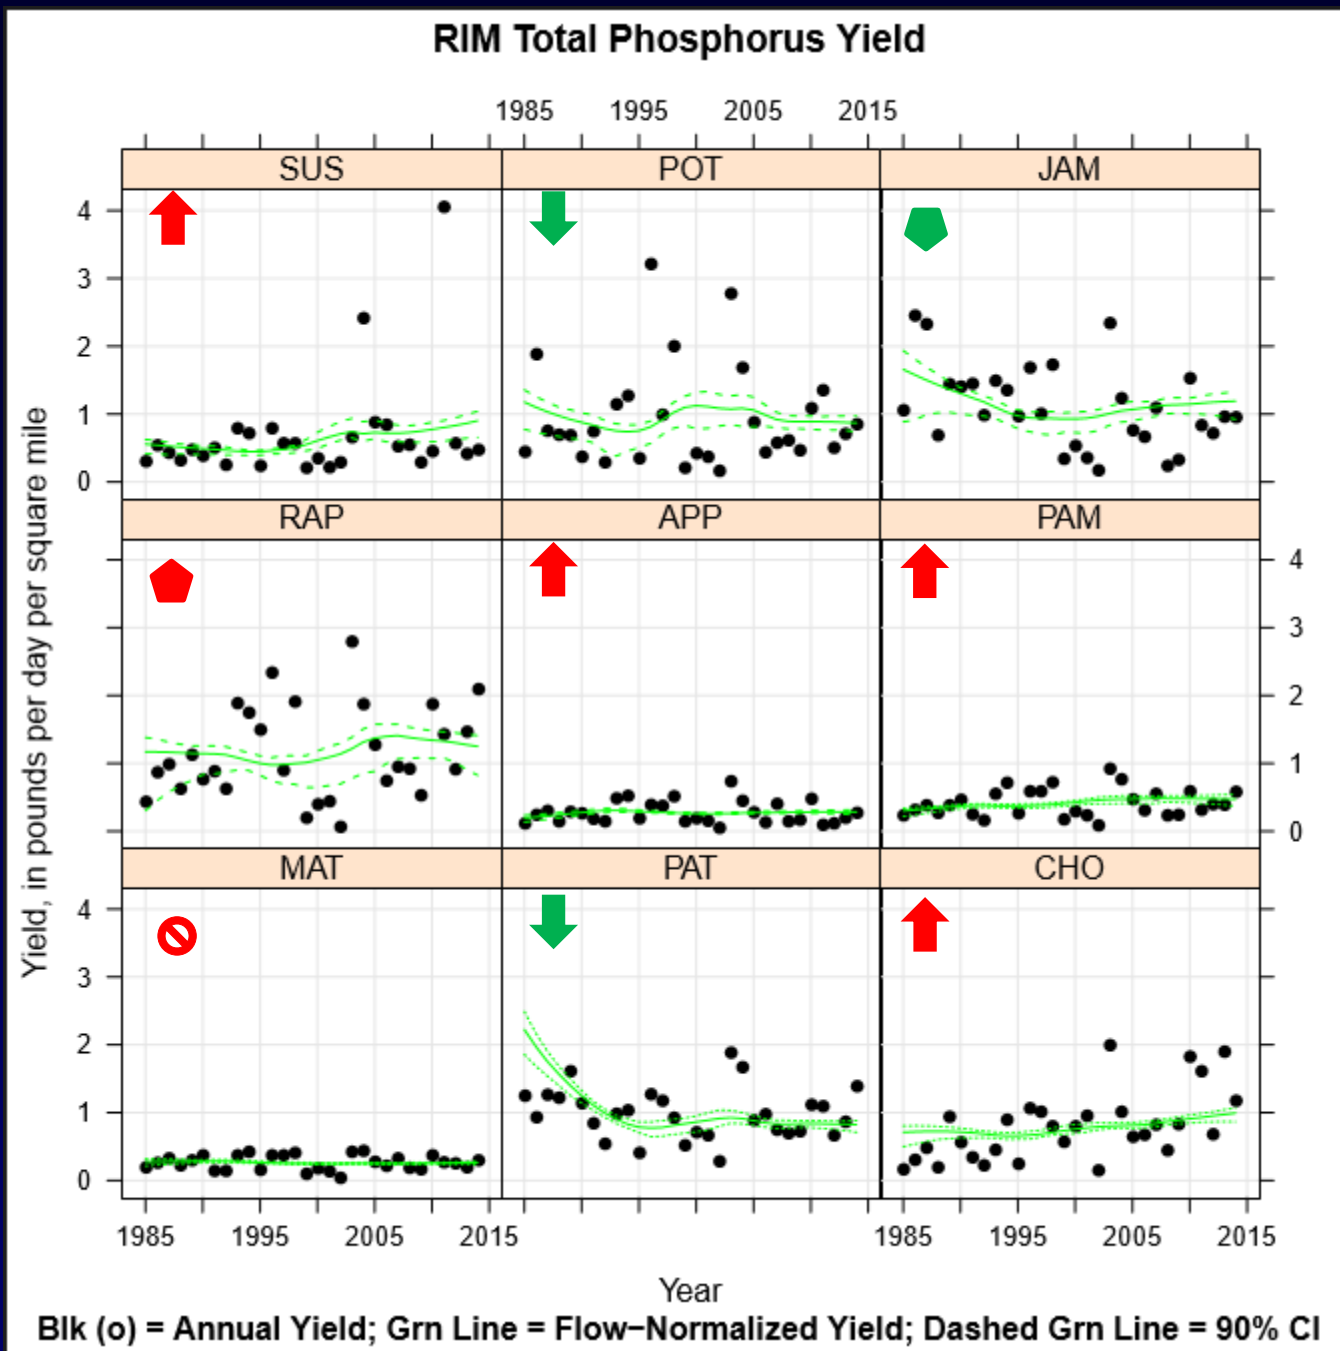 RIM Total Phosphorus Yield
1985 1995 2005 2015
SUS POT JAM
4
3
2
1
0
RAP APP PAM
4
3
2
1
0
MAT PAT CHO
4
3
2
1
0
Yield, in pounds per day per square mile
1985 1995 2005 2015 1985 1995 2005 2015
Year
Blk (o) = Annual Yield; Grn Line = Flow−Normalized Yield; Dashed Grn Line = 90% CI